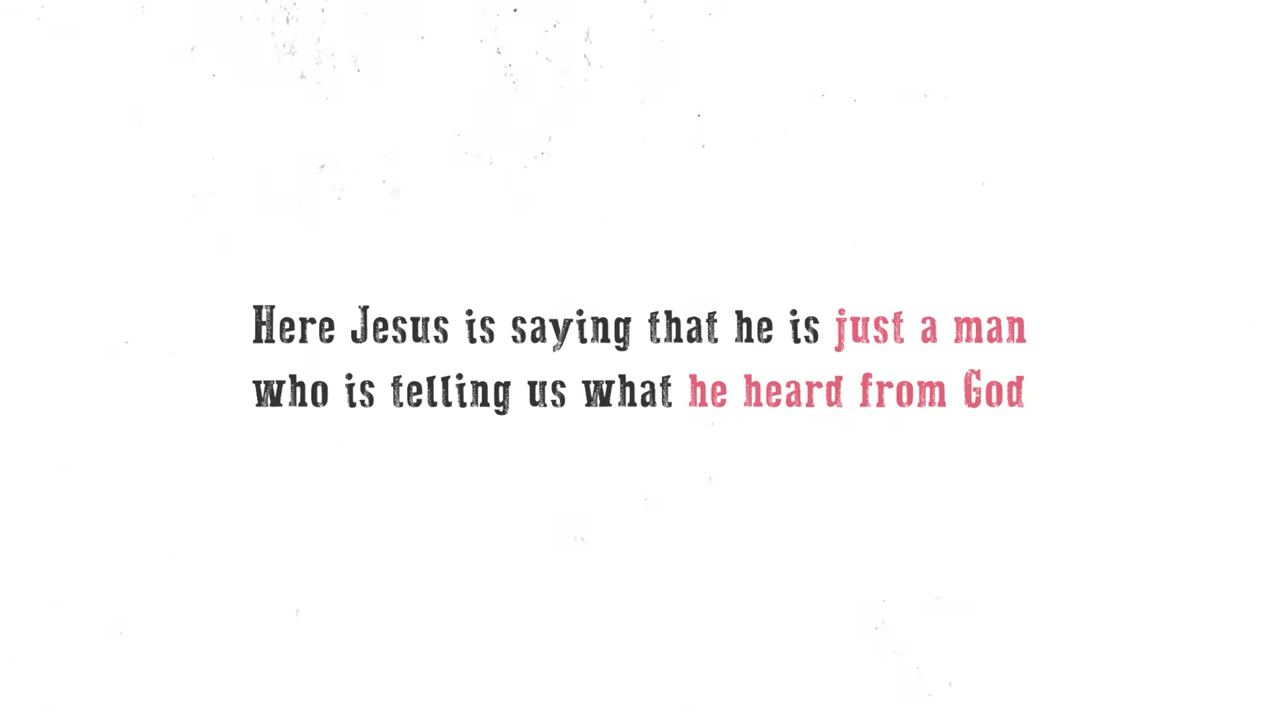 Here Jesus is saying that he is just a man
who is telling us what he heard from God